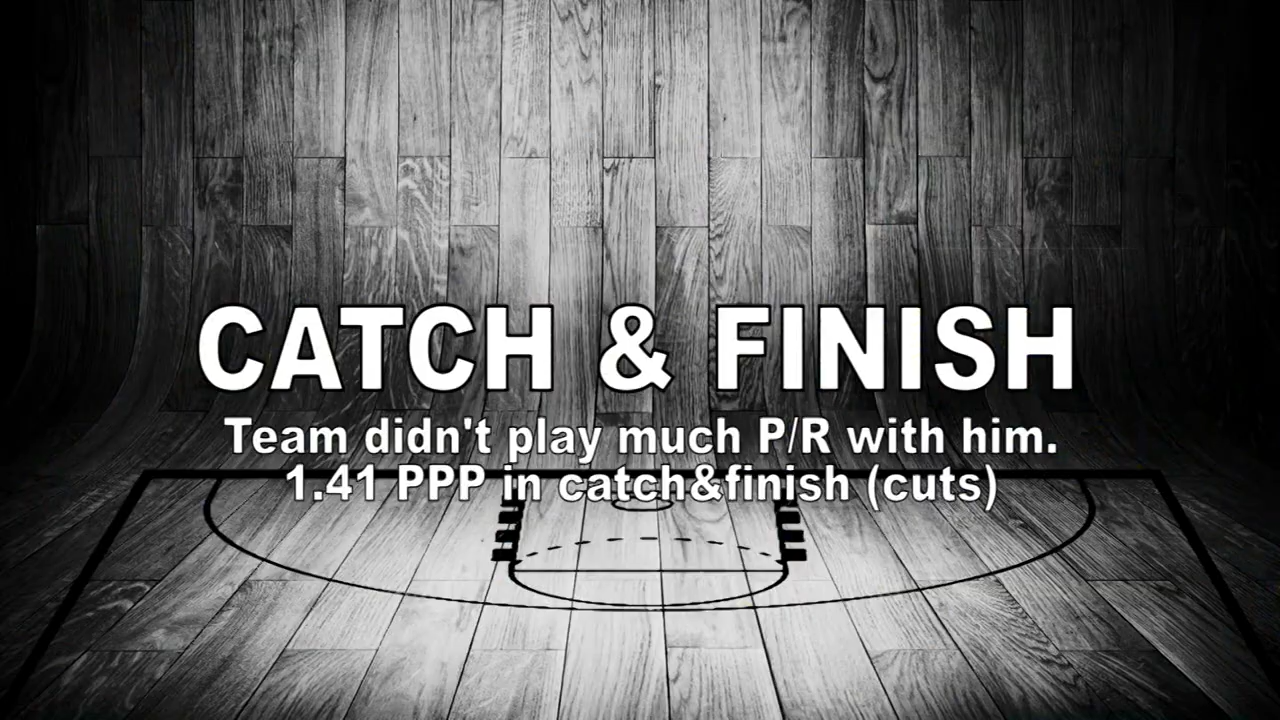 CATCH & FINISH
Team didn't play much P/R with him.
1.41 PPP in catch&finish (cuts)